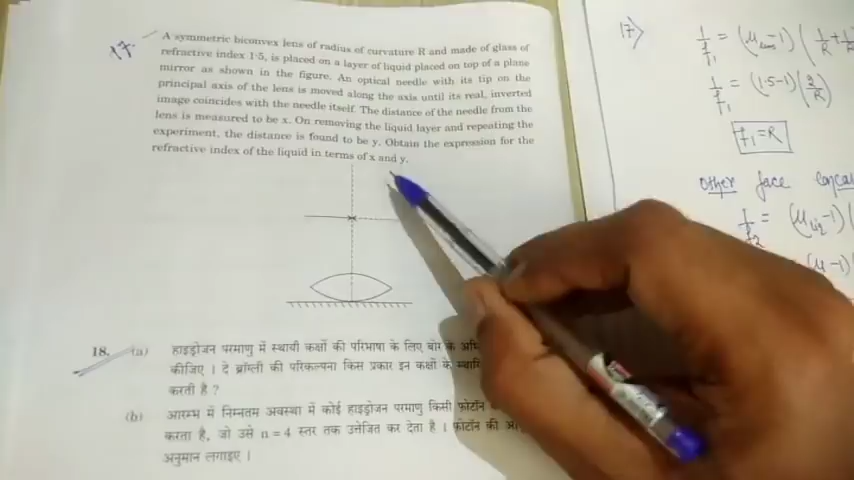 17.
A symmetric biconvex lens of radius of curvature R and made of glass of
refractive index 1·5, is placed on a layer of liquid placed on top of a plane
mirror as shown in the figure. An optical needle with its tip on the
principal axis of the lens is moved along the axis until its real, inverted
image coincides with the needle itself. The distance of the needle from the
lens is measured to be x. On removing the liquid layer and repeating the
experiment, the distance is found to be y. Obtain the expression for the
refractive index of the liquid in terms of x and y.
18. (a) हाइड्रोजन परमाणु में स्थायी कक्षों की परिभाषा के लिए बोर के
कीजिए । दे ब्रॉग्ली की परिकल्पना किस प्रकार इन कक्षों के
करती है ?
(b) आरम्भ में निम्नतम अवस्था में कोई हाइड्रोजन परमाणु किसी फ़ोटॉन
करता है, जो उसे n = 4 स्तर तक उत्तेजित कर देता है । फ़ोटॉन की
अनुमान लगाइए ।
17)
1/f₁ = (μ -1) (1/R +
1/f₁ = (1.5-1) (2/R)
f₁ = R
Other face
1/f₂ = (μliq -1) (
(μ-1)